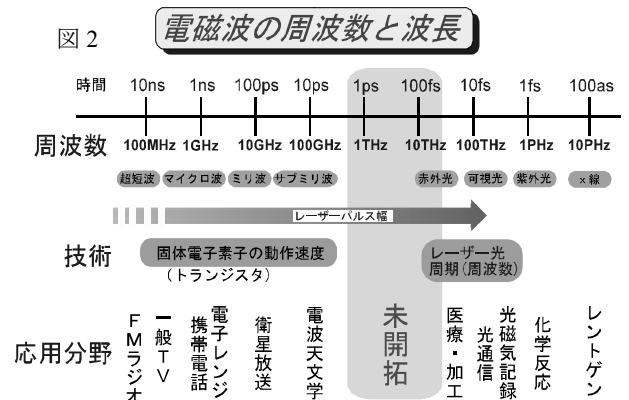 図2
電磁波の周波数と波長
時間 10ns 1ns 100ps 10ps 1ps 100fs 10fs 1fs 100as
周波数 100MHz 1GHz 10GHz 100GHz 1THz 10THz 100THz 1PHz 10PHz
超短波 マイクロ波 ミリ波 サブミリ波 赤外光 可視光 紫外光 x線
レーザーパルス幅
技術
固体電子素子の動作速度
(トランジスタ)
レーザー光
周期(周波数)
応用分野
FMラジオ
一般TV
携帯電話
電子レンジ
衛星放送
電波天文学
未開拓
医療・加工
光通信
光磁気記録
化学反応
レントゲン